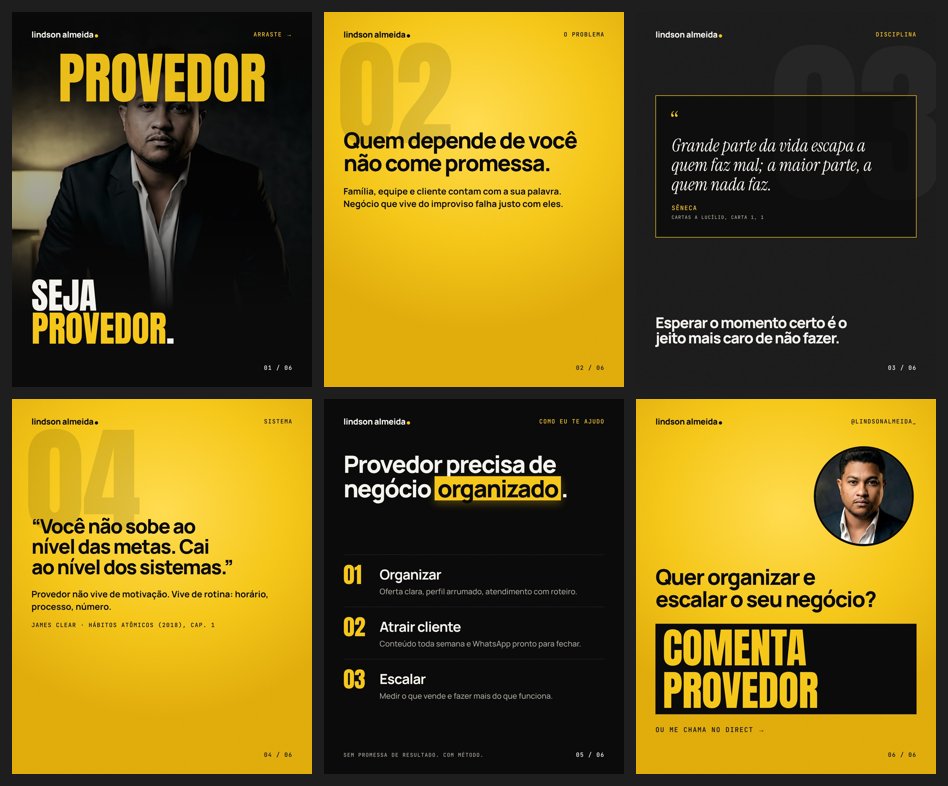 lindson almeida.
ARRASTE →
PROVEDOR
SEJA
PROVEDOR.
01 / 06
lindson almeida.
O PROBLEMA
02
Quem depende de você
não come promessa.
Família, equipe e cliente contam com a sua palavra.
Negócio que vive do improviso falha justo com eles.
02 / 06
lindson almeida.
DISCIPLINA
03
“
Grande parte da vida escapa a
quem faz mal; a maior parte, a
quem nada faz.
SÊNECA
CARTAS A LUCÍLIO, CARTA 1, 1
Esperar o momento certo é o
jeito mais caro de não fazer.
03 / 06
lindson almeida.
SISTEMA
04
“Você não sobe ao
nível das metas. Cai
ao nível dos sistemas.”
Provedor não vive de motivação. Vive de rotina: horário,
processo, número.
JAMES CLEAR · HÁBITOS ATÔMICOS (2018), CAP. 1
04 / 06
lindson almeida.
COMO EU TE AJUDO
Provedor precisa de
negócio organizado.
01 Organizar
Oferta clara, perfil arrumado, atendimento com roteiro.
02 Atrair cliente
Conteúdo toda semana e WhatsApp pronto para fechar.
03 Escalar
Medir o que vende e fazer mais do que funciona.
SEM PROMESSA DE RESULTADO. COM MÉTODO.
05 / 06
lindson almeida.
@LINDSONALMEIDA_
Quer organizar e
escalar o seu negócio?
COMENTA
PROVEDOR
OU ME CHAMA NO DIRECT →
06 / 06